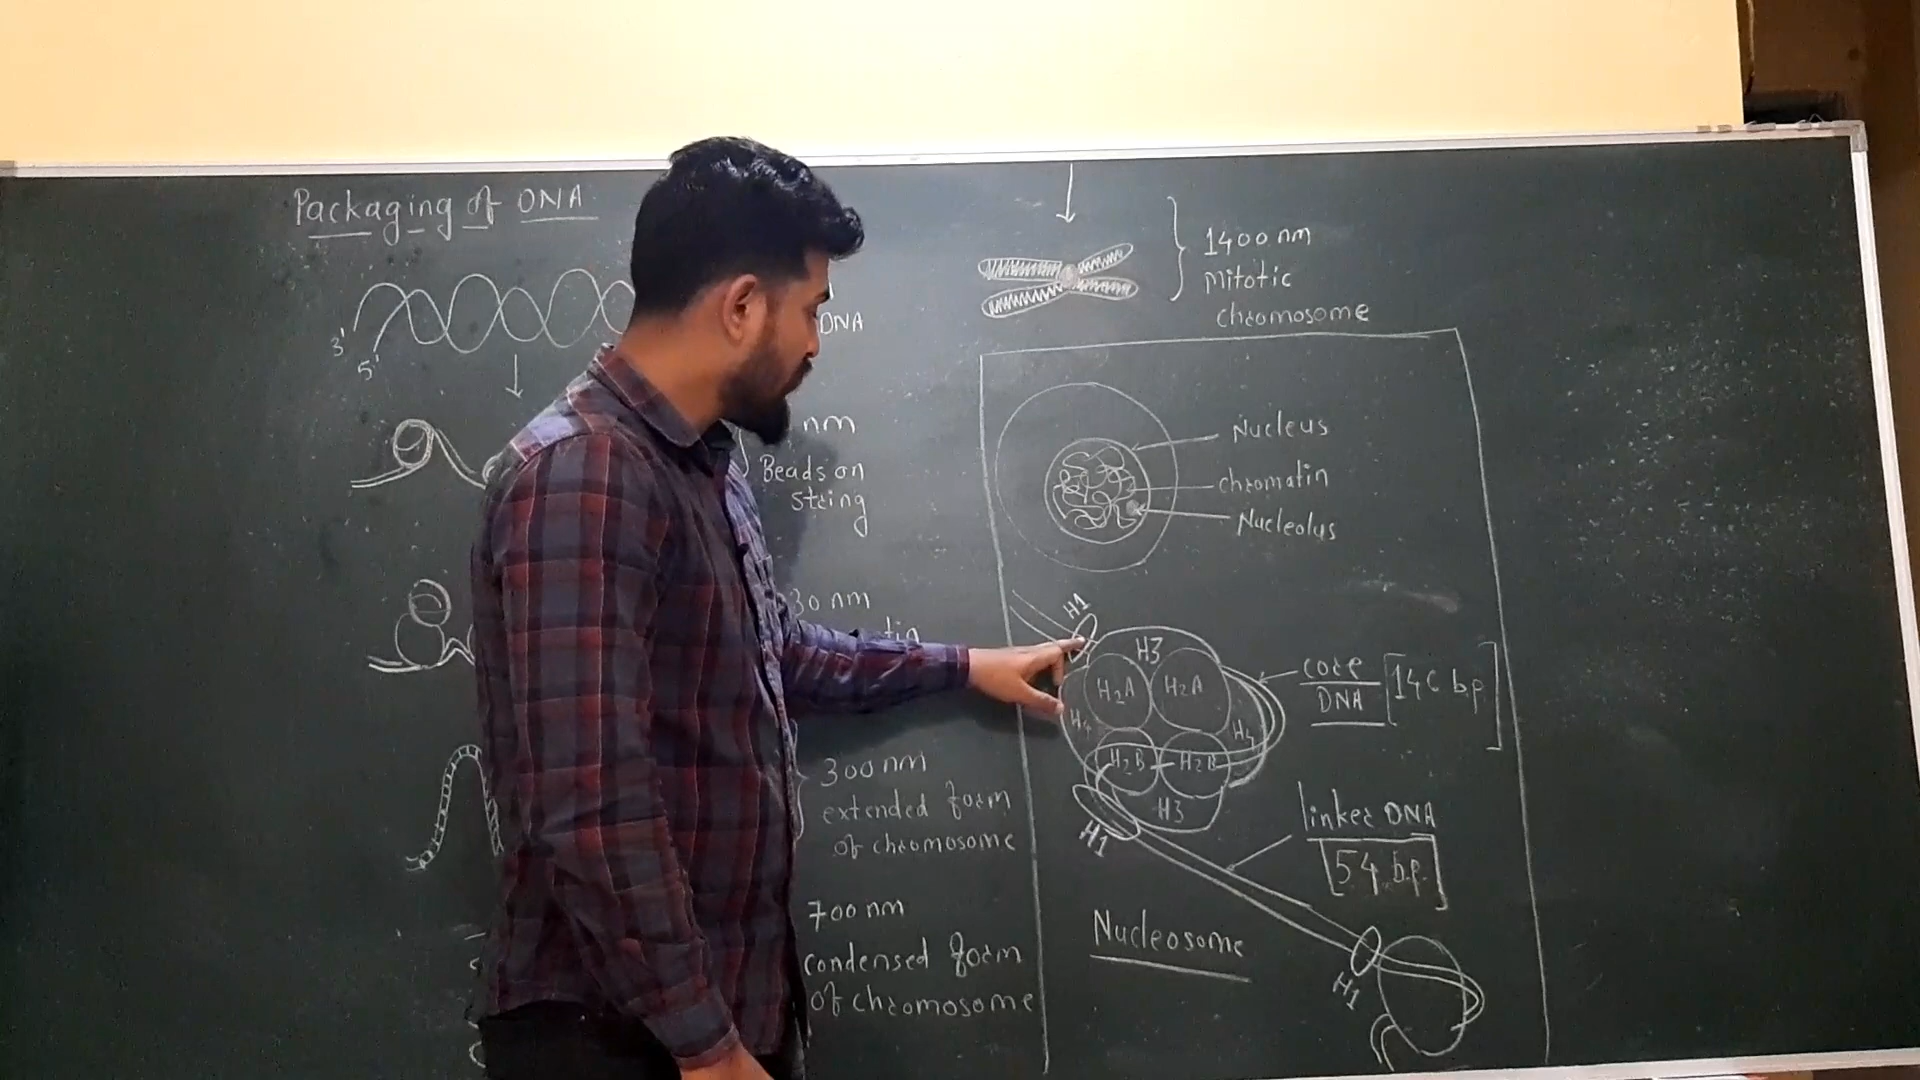 Packaging of DNA
3'
5'
DNA
nm
Beads on
string
30 nm
300 nm
extended form
of chromosome
700 nm
condensed form
of chromosome
1400 nm
Mitotic
chromosome
Nucleus
chromatin
Nucleolus
H1
H3
H2A H2A
H4 H4
H2B H2B
H3
H1
core
DNA [146 bp]
linker DNA
[54 b.p.]
Nucleosome
H1